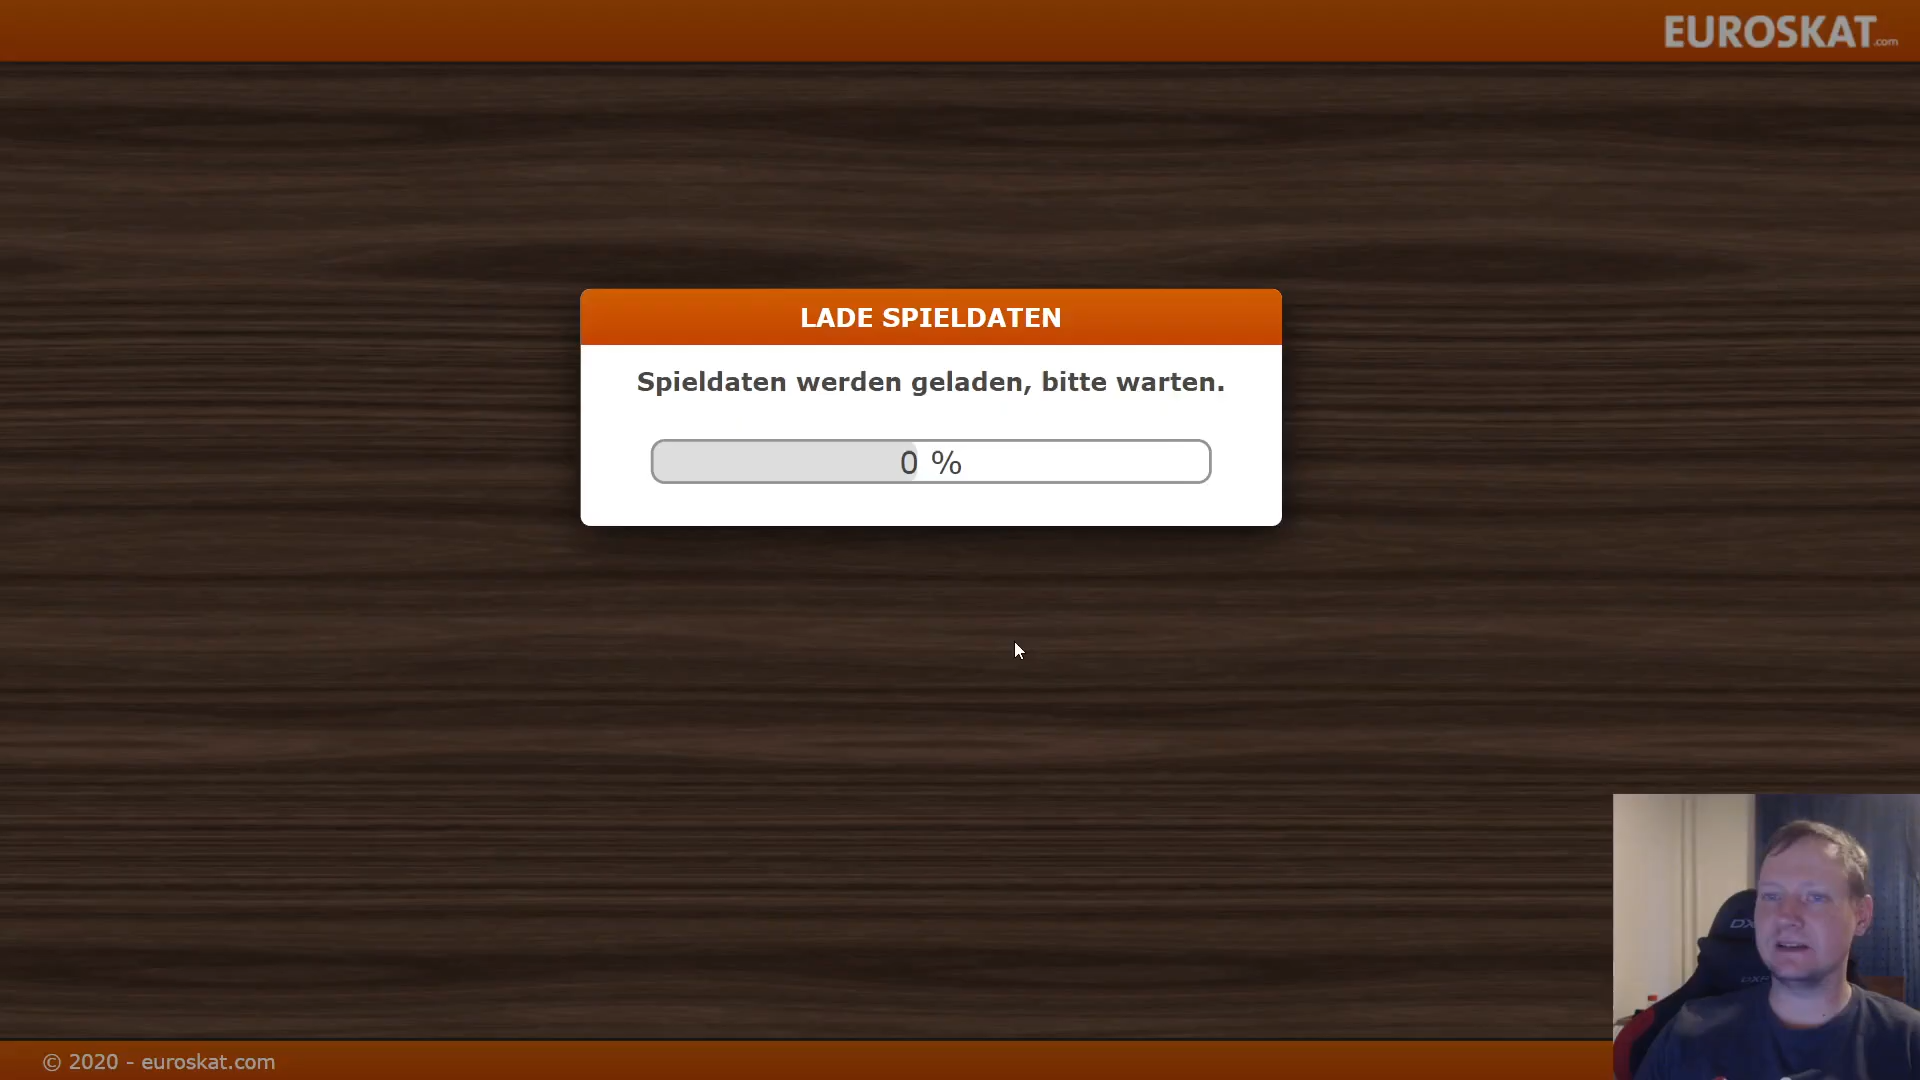 EUROSKAT.com
LADE SPIELDATEN
Spieldaten werden geladen, bitte warten.
0 %
© 2020 - euroskat.com